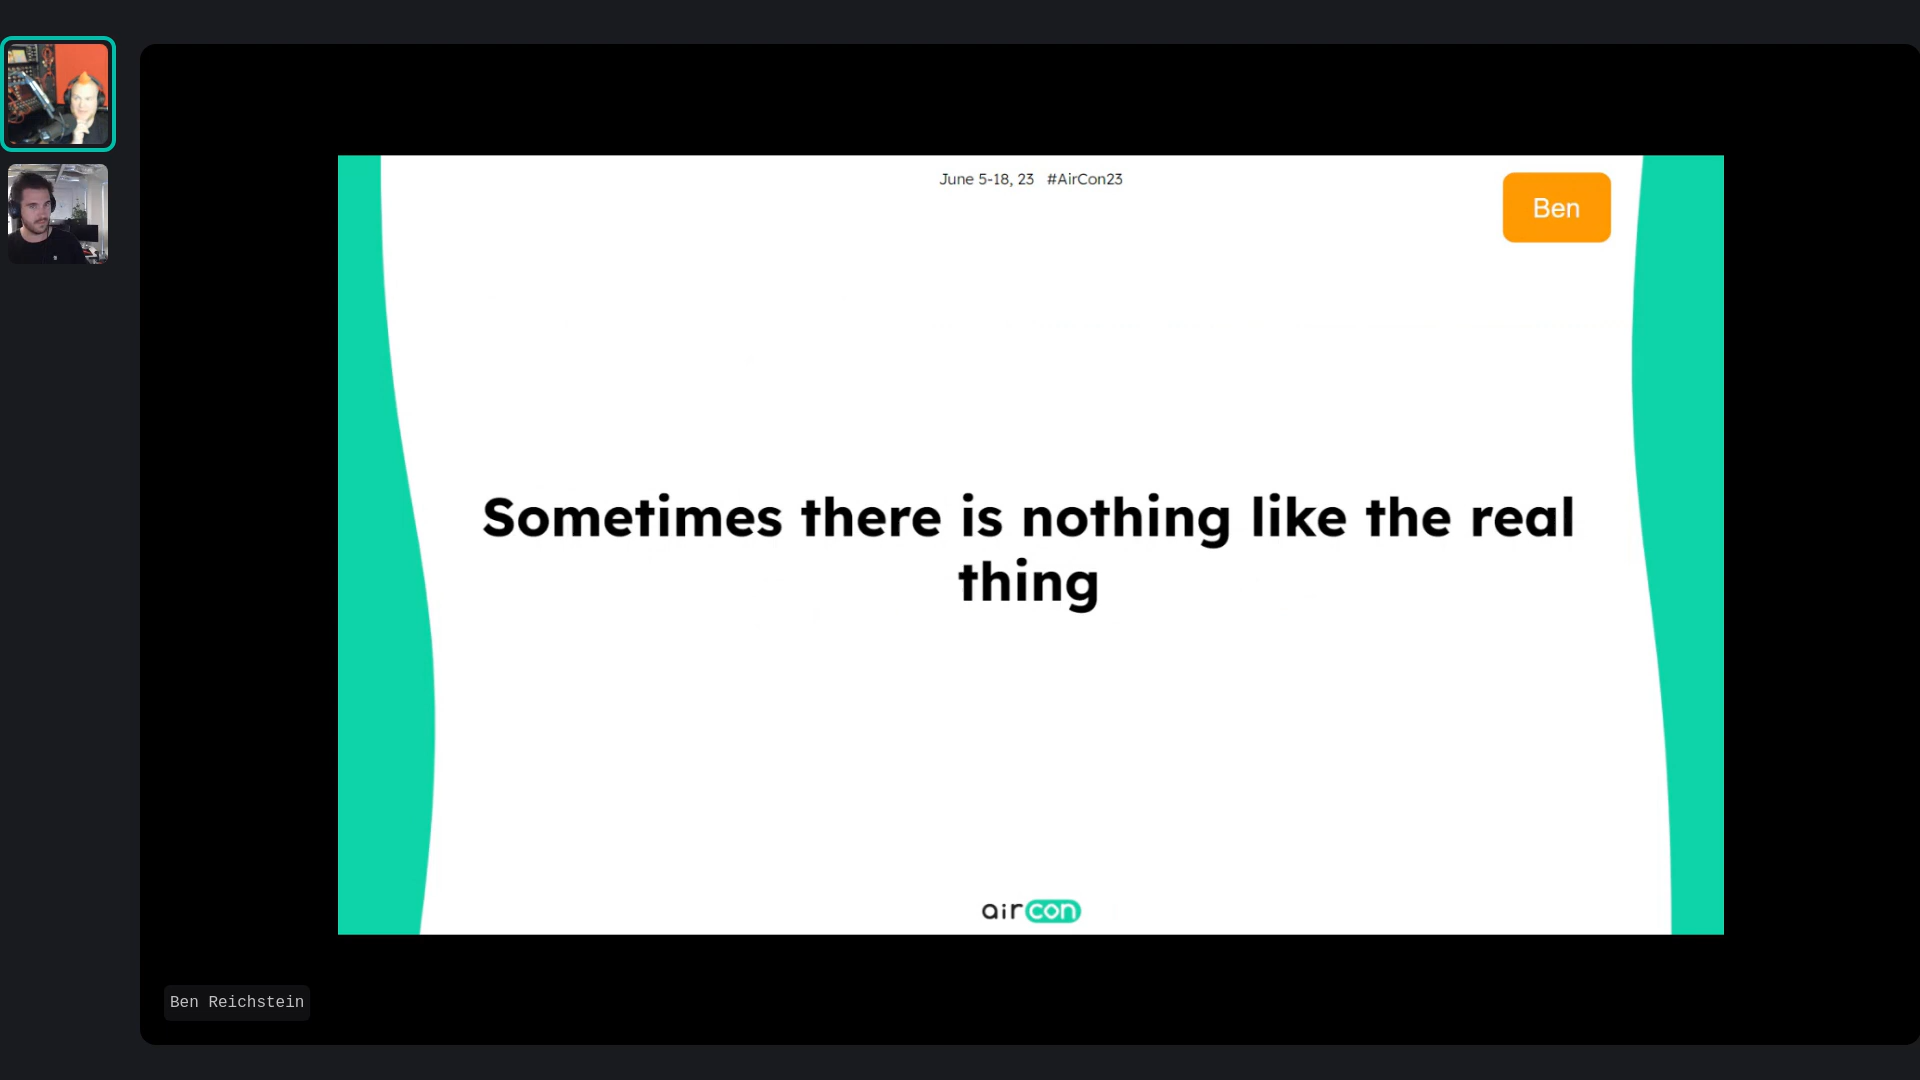 June 5-18, 23 #AirCon23
Ben
Sometimes there is nothing like the real
thing
aircon
Ben Reichstein